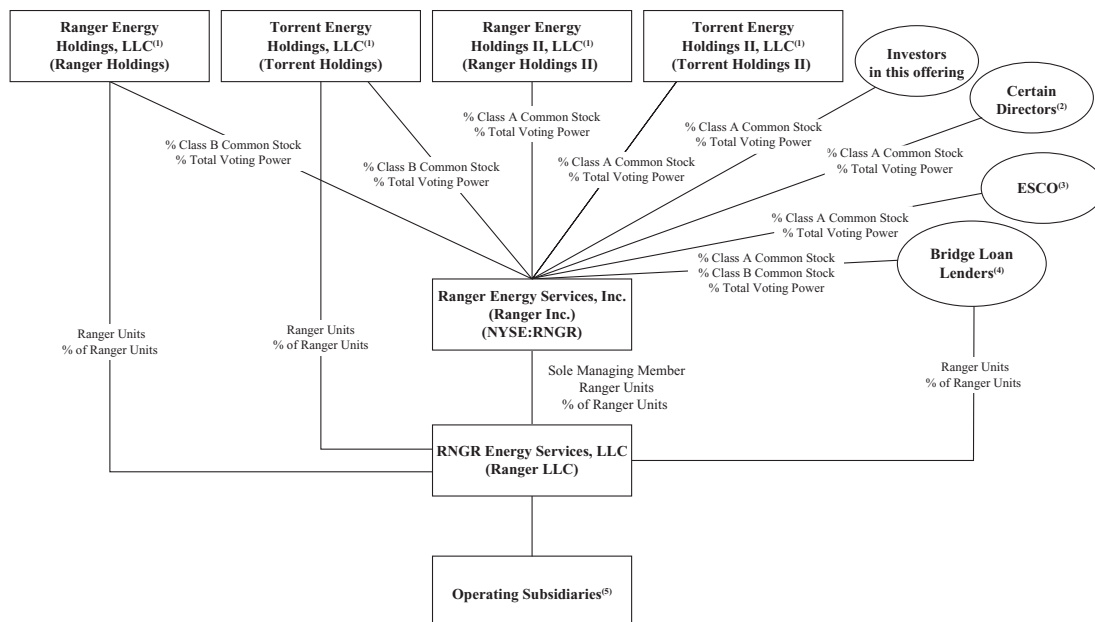 Ranger Energy
Holdings, LLC(1)
(Ranger Holdings)
Torrent Energy
Holdings, LLC(1)
(Torrent Holdings)
Ranger Energy
Holdings II, LLC(1)
(Ranger Holdings II)
Torrent Energy
Holdings II, LLC(1)
(Torrent Holdings II)
Investors
in this offering
Certain
Directors(2)
ESCO(3)
Bridge Loan
Lenders(4)
% Class B Common Stock
% Total Voting Power
% Class B Common Stock
% Total Voting Power
% Class A Common Stock
% Total Voting Power
% Class A Common Stock
% Total Voting Power
% Class A Common Stock
% Total Voting Power
% Class A Common Stock
% Total Voting Power
% Class A Common Stock
% Total Voting Power
% Class A Common Stock
% Class B Common Stock
% Total Voting Power
Ranger Energy Services, Inc.
(Ranger Inc.)
(NYSE:RNGR)
Ranger Units
% of Ranger Units
Ranger Units
% of Ranger Units
Sole Managing Member
Ranger Units
% of Ranger Units
Ranger Units
% of Ranger Units
RNGR Energy Services, LLC
(Ranger LLC)
Operating Subsidiaries(5)